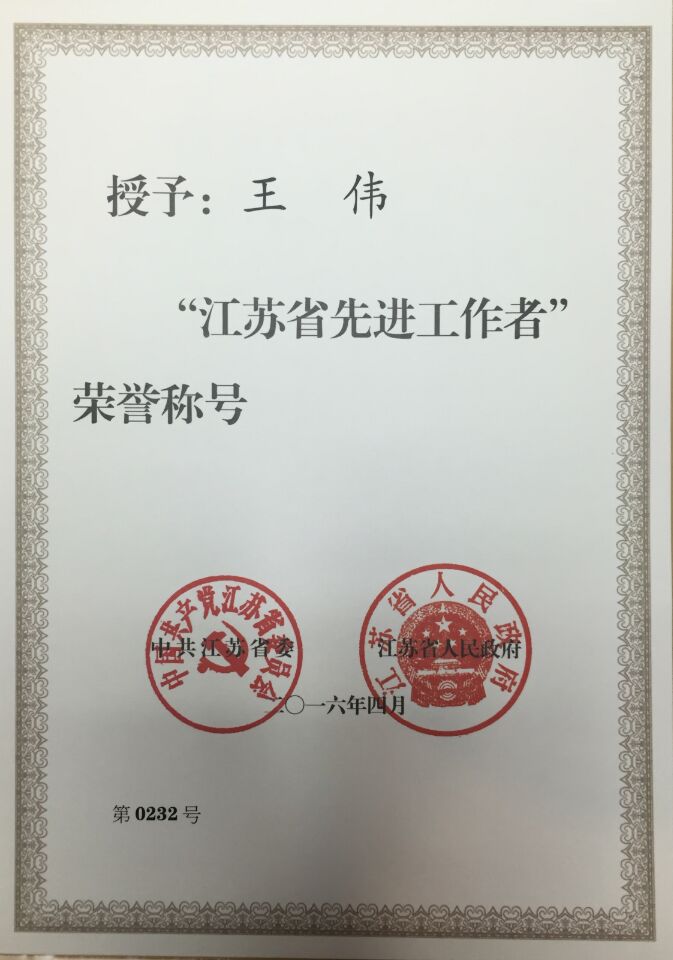 授予：王 伟
“江苏省先进工作者”
荣誉称号
中国共产党江苏省委员会
江苏省人民政府
中共江苏省委
江苏省人民政府
二〇一六年四月
第0232号